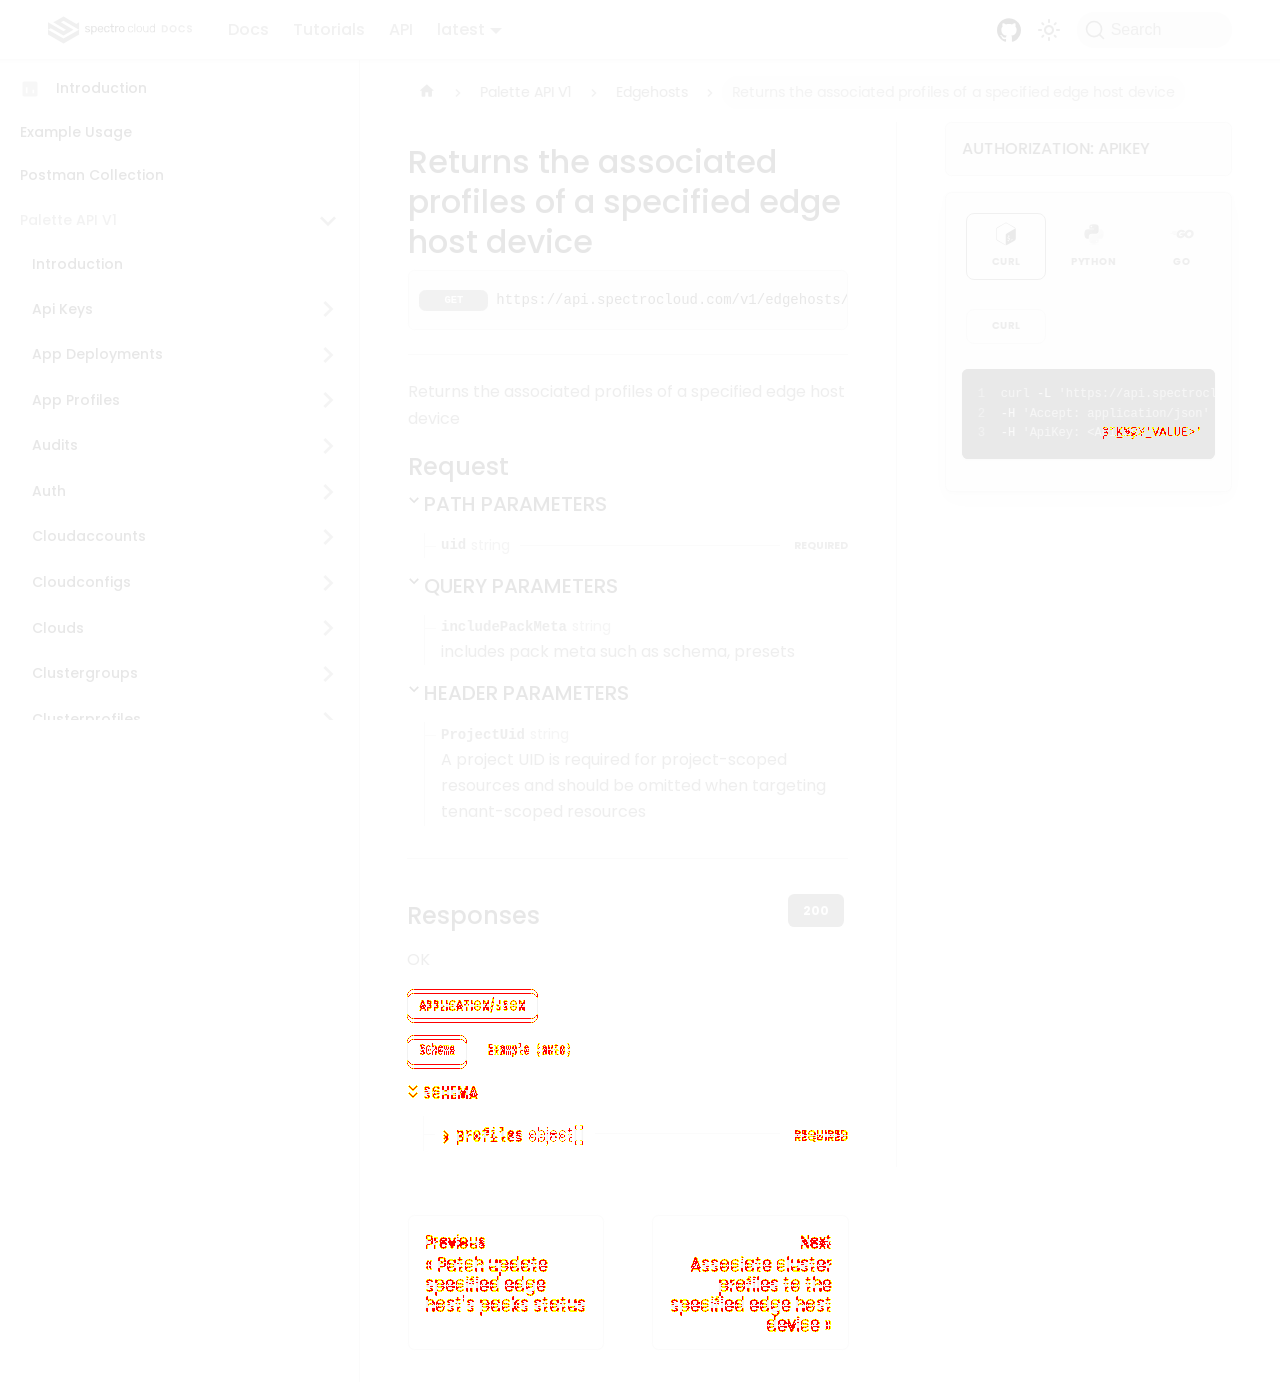 spectro cloud DOCS
Docs Tutorials API latest
Search
Introduction
Example Usage
Postman Collection
Palette API V1
Introduction
Api Keys
App Deployments
App Profiles
Audits
Auth
Cloudaccounts
Cloudconfigs
Clouds
Clustergroups
Clusterprofiles
Palette API V1 Edgehosts Returns the associated profiles of a specified edge host device
Returns the associated
profiles of a specified edge
host device
GET https://api.spectrocloud.com/v1/edgehosts/
Returns the associated profiles of a specified edge host
device
Request
PATH PARAMETERS
uid string REQUIRED
QUERY PARAMETERS
includePackMeta string
includes pack meta such as schema, presets
HEADER PARAMETERS
ProjectUid string
A project UID is required for project-scoped
resources and should be omitted when targeting
tenant-scoped resources
Responses 200
OK
APPLICATION/JSON
Schema Example (auto)
SCHEMA
profiles object[] REQUIRED
Previous
« Patch update
specified edge
host's packs status
Next
Associate cluster
profiles to the
specified edge host
device »
AUTHORIZATION: APIKEY
CURL PYTHON GO
GO
CURL
1 curl -L 'https://api.spectrocl
2 -H 'Accept: application/json'
3 -H 'ApiKey: VALUE>'